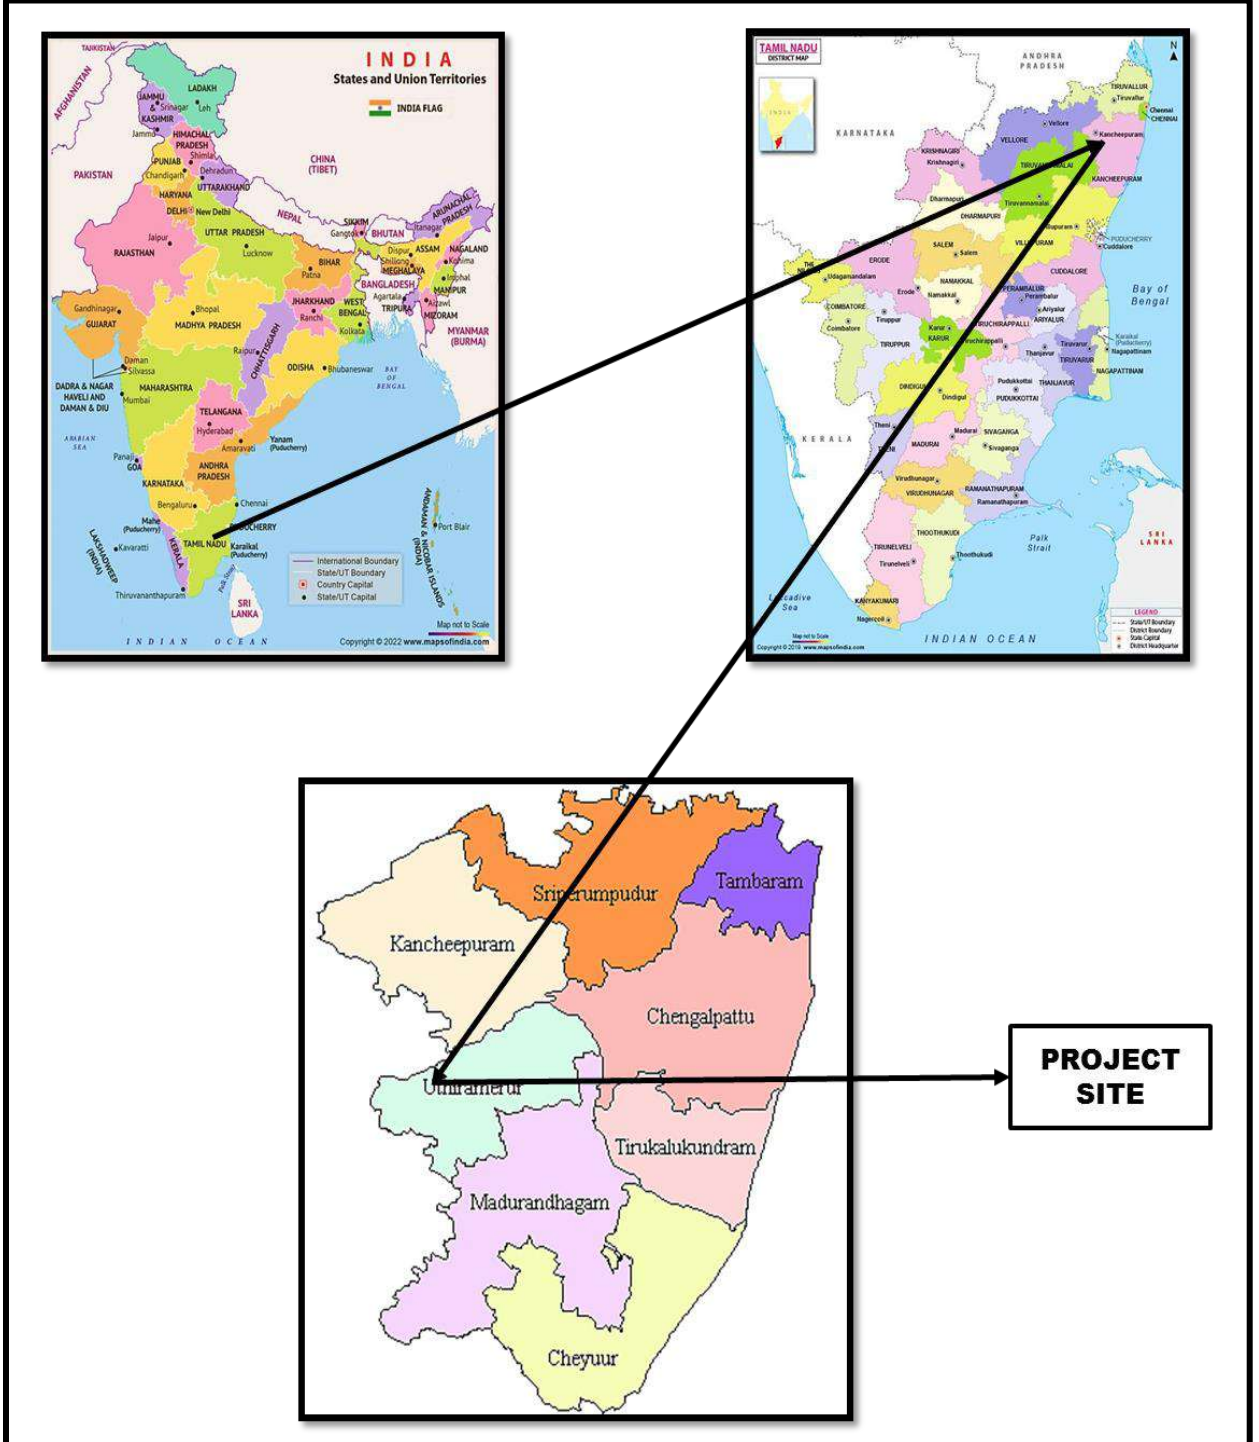 INDIA
States and Union Territories
INDIA FLAG
TAJIKISTAN
AFGHANISTAN
LADAKH
Leh
JAMMU
&
KASHMIR
Srinagar
Jammu
HIMACHAL
PRADESH
Shimla
PUNJAB
Chandigarh
Dehradun
UTTARAKHAND
HARYANA
DELHI
New Delhi
PAKISTAN
CHINA
(TIBET)
NEPAL
SIKKIM
Gangtok
BHUTAN
ARUNACHAL
PRADESH
Itanagar
RAJASTHAN
Jaipur
UTTAR PRADESH
Lucknow
BIHAR
Patna
Dispur
ASSAM
NAGALAND
Kohima
Shillong
MEGHALAYA
Imphal
MANIPUR
BANGLADESH
Agartala
TRIPURA
Aizawl
MIZORAM
MYANMAR
(BURMA)
Gandhinagar
GUJARAT
Bhopal
MADHYA PRADESH
JHARKHAND
Ranchi
WEST
BENGAL
Kolkata
CHHATTISGARH
Raipur
ODISHA
Bhubaneswar
BAY
OF
BENGAL
Daman
Silvassa
DADRA & NAGAR
HAVELI AND
DAMAN & DIU
MAHARASHTRA
Mumbai
TELANGANA
Hyderabad
Amaravati
Yanam
(Puducherry)
ARABIAN
SEA
Panaji
GOA
KARNATAKA
ANDHRA
PRADESH
Bengaluru
Chennai
Mahe
(Puducherry)
PUDUCHERRY
TAMIL NADU
Karaikal
(Puducherry)
KERALA
LAKSHADWEEP
(INDIA)
Kavaratti
Thiruvananthapuram
Palk Strait
SRI
LANKA
ANDAMAN & NICOBAR ISLANDS
(INDIA)
Port Blair
International Boundary
State/UT Boundary
Country Capital
State/UT Capital
INDIAN OCEAN
Map not to Scale
Copyright © 2022 www.mapsofindia.com
TAMIL NADU
DISTRICT MAP
INDIA
N
ANDHRA
PRADESH
KARNATAKA
TIRUVALLUR
Tiruvallur
Chennai
CHENNAI
Vellore
VELLORE
Kancheepuram
KANCHEEPURAM
KRISHNAGIRI
Krishnagiri
Tiruvannamalai
Dharmapuri
DHARMAPURI
PUDUCHERRY
Cuddalore
CUDDALORE
SALEM
Salem
ERODE
Erode
Udagamandalam
NAMAKKAL
Namakkal
Perambalur
Ariyalur
ARIYALUR
COIMBATORE
Coimbatore
Tiruppur
TIRUPPUR
Karur
KARUR
Karaikal
(Puducherry)
Nagapattinam
NAGAPATTINAM
Tiruvarur
TIRUVARUR
Thanjavur
THANJAVUR
Bay of
Bengal
Dindigul
Pudukkottai
PUDUKKOTTAI
KERALA
Theni
Madurai
MADURAI
SIVAGANGA
Sivaganga
Virudhunagar
VIRUDHUNAGAR
RAMANATHAPURAM
Ramanathapuram
TIRUNELVELI
Tirunelveli
THOOTHUKUDI
Thoothukudi
Palk
Strait
SRI
LANKA
KANYAKUMARI
Nagercoil
Sea
INDIAN OCEAN
LEGEND
State/UT Boundary
District Boundary
State Capital
District Headquarter
Map not to Scale
Copyright © 2019 www.mapsofindia.com
Sriperumpudur
Tambaram
Kancheepuram
Chengalpattu
Uthiramerur
Tirukalukundram
Madurandhagam
Cheyuur
PROJECT
SITE